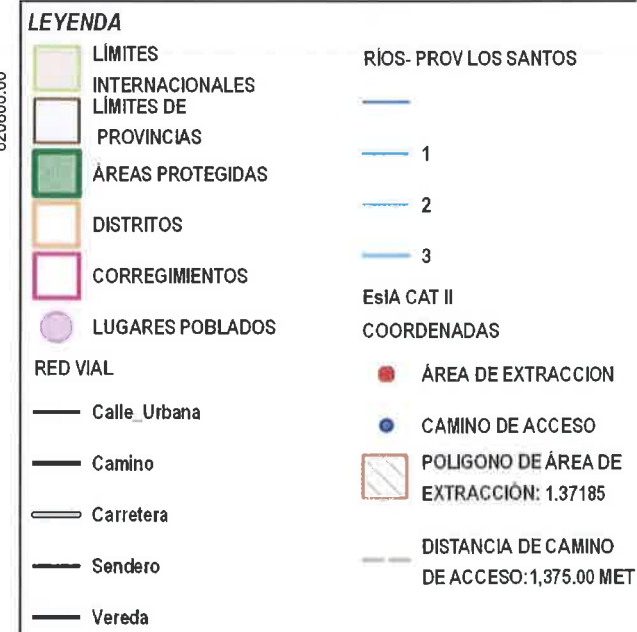 LEYENDA
LÍMITES
INTERNACIONALES
LÍMITES DE
PROVINCIAS
ÁREAS PROTEGIDAS
DISTRITOS
CORREGIMIENTOS
LUGARES POBLADOS
RED VIAL
Calle_Urbana
Camino
Carretera
Sendero
Vereda
RÍOS- PROV LOS SANTOS
1
2
3
EsIA CAT II
COORDENADAS
ÁREA DE EXTRACCION
CAMINO DE ACCESO
POLIGONO DE ÁREA DE
EXTRACCIÓN: 1.37185
DISTANCIA DE CAMINO
DE ACCESO:1,375.00 MET